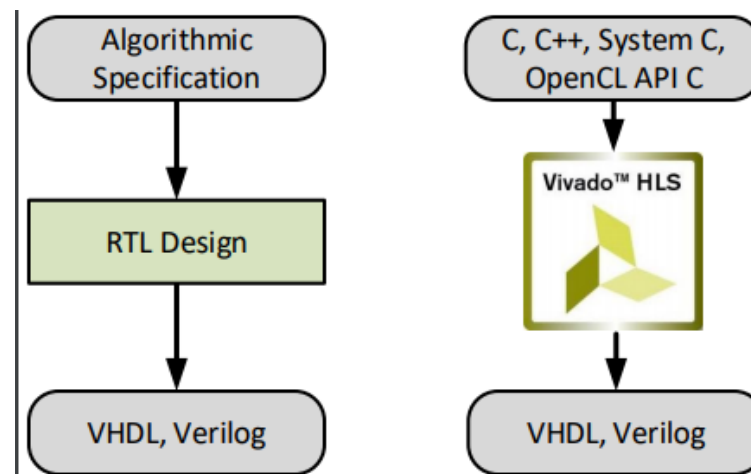 Algorithmic
Specification
RTL Design
VHDL, Verilog
C, C++, System C,
OpenCL API C
Vivado™ HLS
VHDL, Verilog